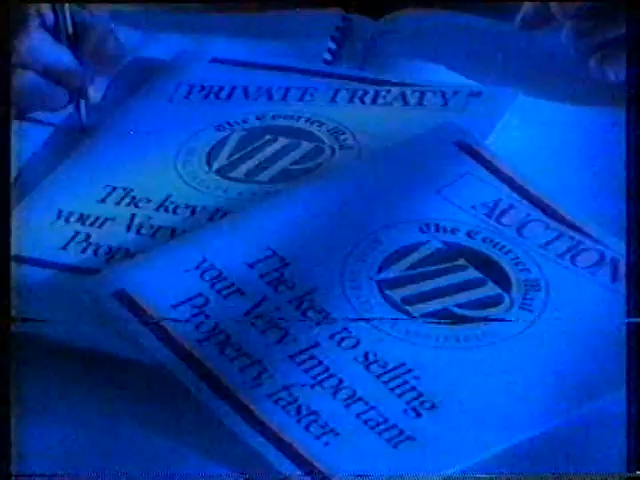 PRIVATE TREATY
The Courier Mail
VIP
The key
your Very
AUCTION
The Courier Mail
VIP
The key to selling
your Very Important
Property, faster.